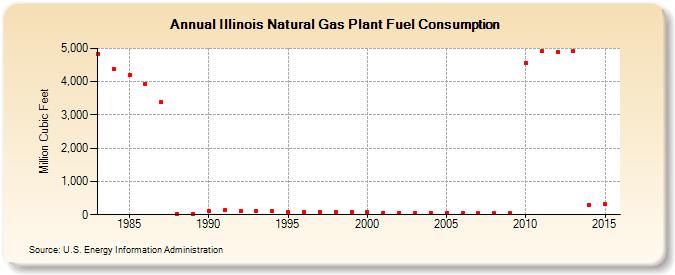 Annual Illinois Natural Gas Plant Fuel Consumption
Million Cubic Feet
5,000
4,000
3,000
2,000
1,000
0
1985 1990 1995 2000 2005 2010 2015
Source: U.S. Energy Information Administration